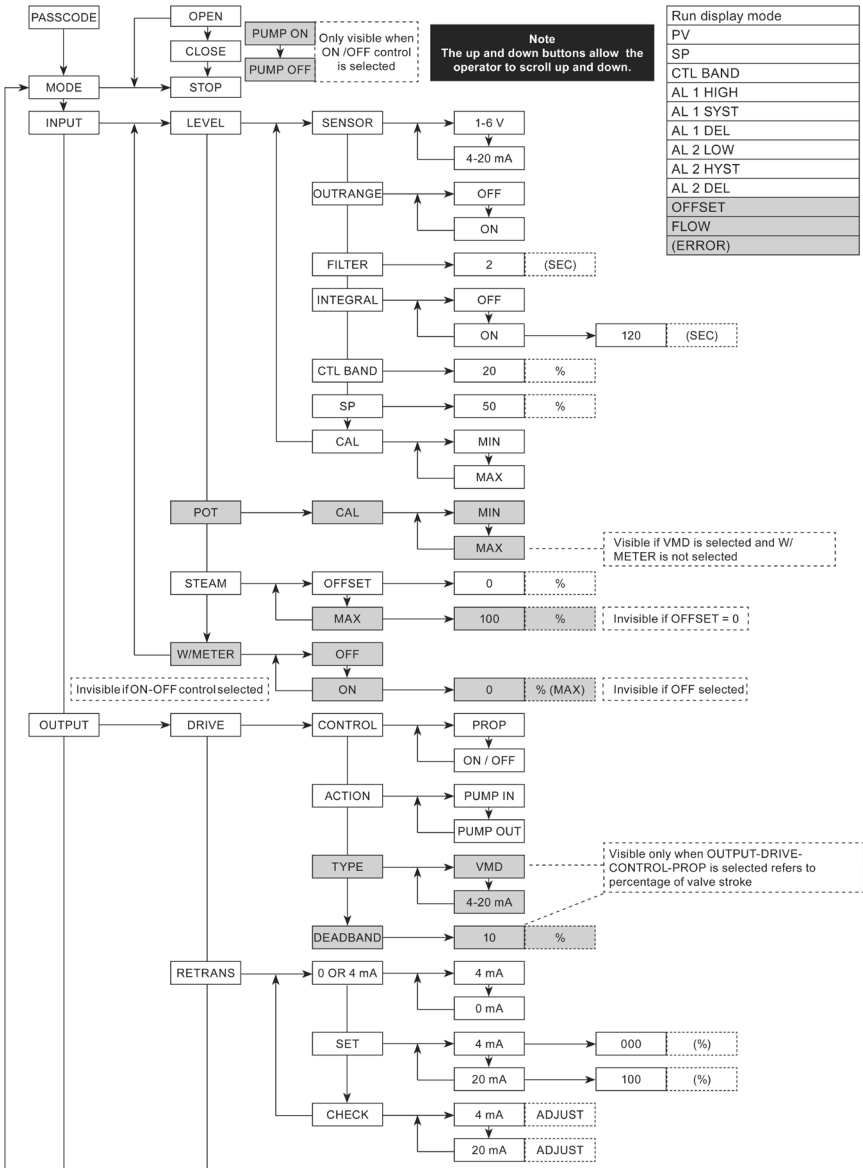 PASSCODE
OPEN
CLOSE
STOP
PUMP ON
PUMP OFF
Only visible when
ON /OFF control
is selected
Note
The up and down buttons allow the
operator to scroll up and down.
Run display mode
PV
SP
CTL BAND
AL 1 HIGH
AL 1 SYST
AL 1 DEL
AL 2 LOW
AL 2 HYST
AL 2 DEL
OFFSET
FLOW
(ERROR)
MODE
INPUT
LEVEL
SENSOR
1-6 V
4-20 mA
OUTRANGE
OFF
ON
FILTER
2
(SEC)
INTEGRAL
OFF
ON
120
(SEC)
CTL BAND
20
%
SP
50
%
CAL
MIN
MAX
POT
CAL
MIN
MAX
Visible if VMD is selected and W/
METER is not selected
STEAM
OFFSET
0
%
MAX
100
%
Invisible if OFFSET = 0
W/METER
OFF
ON
0
% (MAX)
Invisible if OFF selected
Invisible if ON-OFF control selected
OUTPUT
DRIVE
CONTROL
PROP
ON / OFF
ACTION
PUMP IN
PUMP OUT
TYPE
VMD
4-20 mA
Visible only when OUTPUT-DRIVE-
CONTROL-PROP is selected refers to
percentage of valve stroke
DEADBAND
10
%
RETRANS
0 OR 4 mA
4 mA
0 mA
SET
4 mA
000
(%)
20 mA
100
(%)
CHECK
4 mA
ADJUST
20 mA
ADJUST